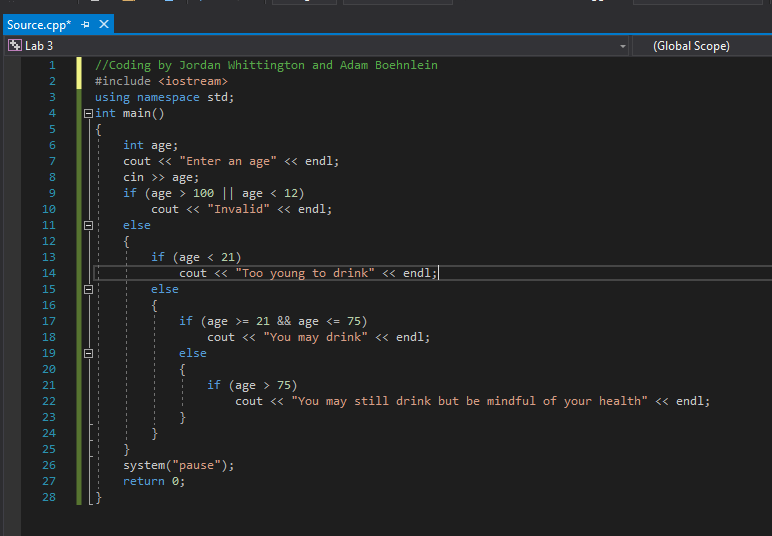 Source.cpp*
Lab 3
(Global Scope)
1 //Coding by Jordan Whittington and Adam Boehnlein
2 #include <iostream>
3 using namespace std;
4 int main()
5 {
6 int age;
7 cout << "Enter an age" << endl;
8 cin >> age;
9 if (age > 100 || age < 12)
10 cout << "Invalid" << endl;
11 else
12 {
13 if (age < 21)
14 cout << "Too young to drink" << endl;
15 else
16 {
17 if (age >= 21 && age <= 75)
18 cout << "You may drink" << endl;
19 else
20 {
21 if (age > 75)
22 cout << "You may still drink but be mindful of your health" << endl;
23 }
24 }
25 }
26 system("pause");
27 return 0;
28 }